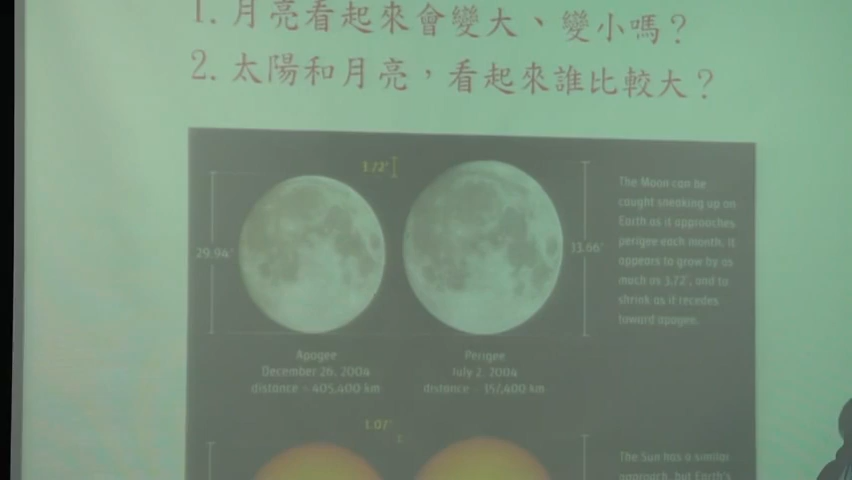 1. 月亮看起來會變大、變小嗎？
2. 太陽和月亮，看起來誰比較大？
3.72'
29.94'
33.66'
The Moon can be
caught sneaking up on
Earth as it approaches
perigee each month. It
appears to grow by as
much as 3.72', and to
shrink as it recedes
toward apogee.
Apogee
December 26, 2004
distance = 405,400 km
Perigee
July 2, 2004
distance = 357,400 km
1.07'
The Sun has a similar
approach, but Earth's